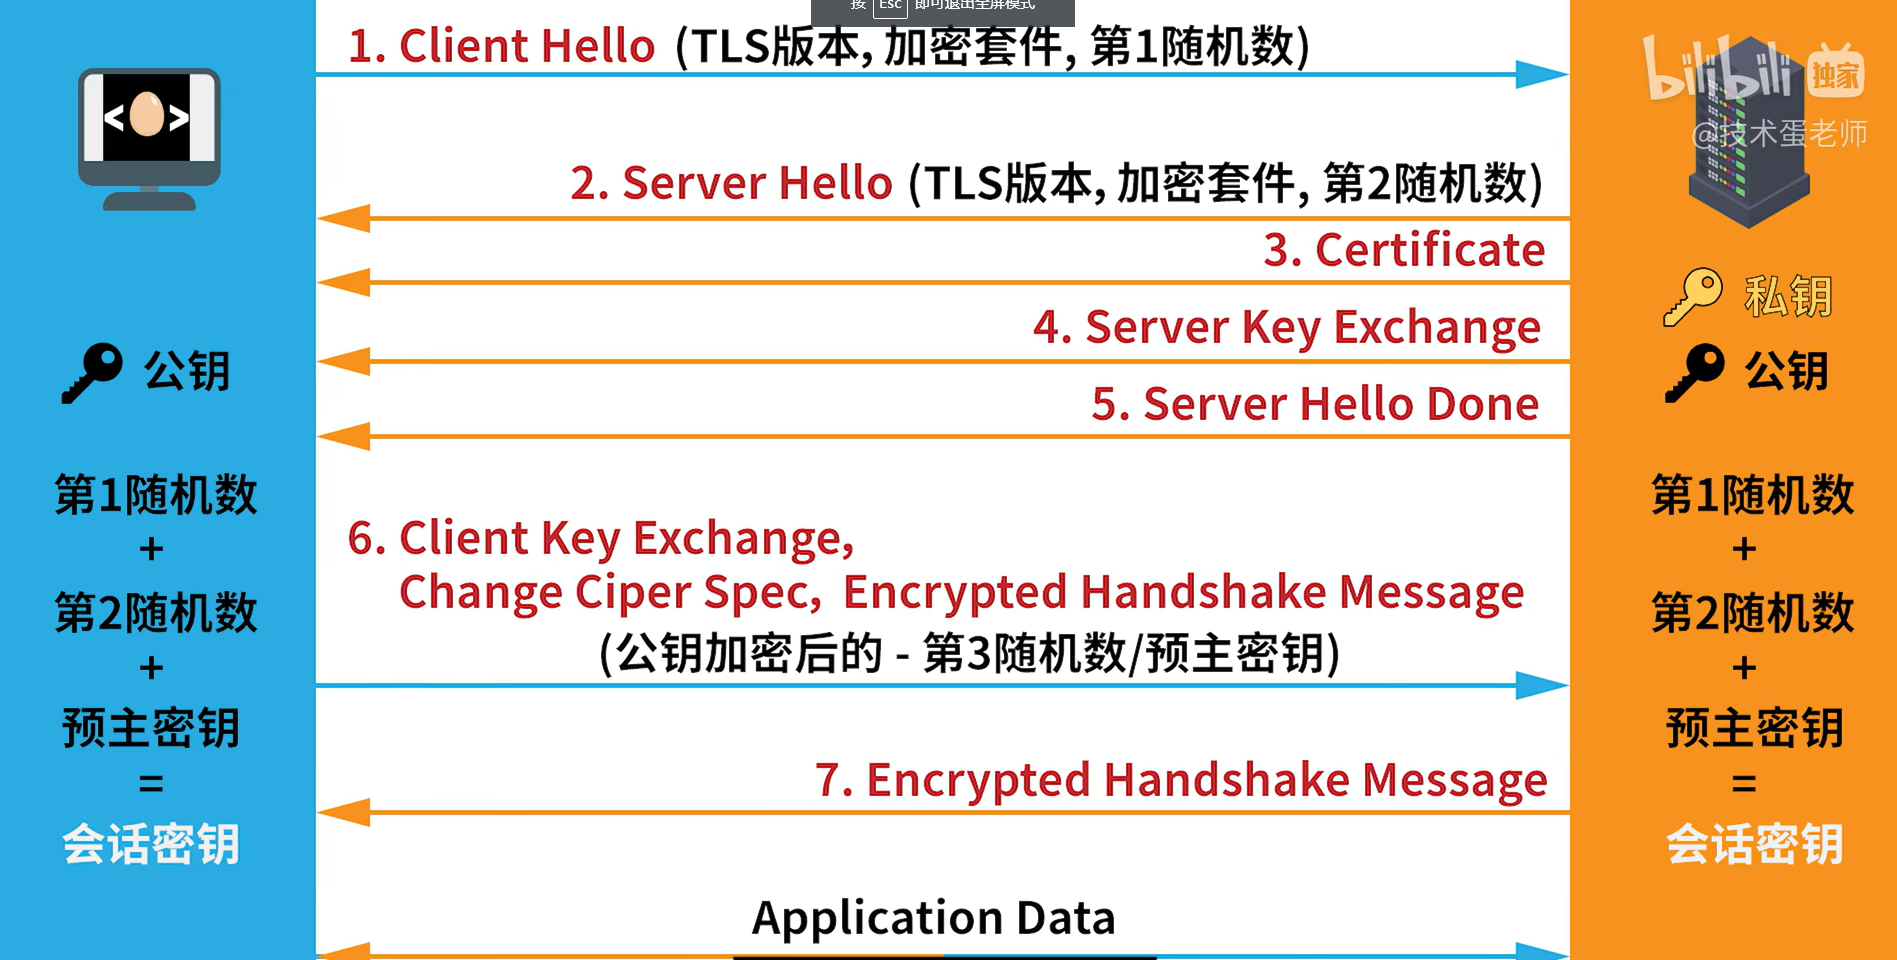 按 Esc 即可退出全屏模式
1. Client Hello (TLS版本, 加密套件, 第1随机数)
bilibili 独家
@技术蛋老师
< >
2. Server Hello (TLS版本, 加密套件, 第2随机数)
3. Certificate
私钥
4. Server Key Exchange
公钥
公钥
5. Server Hello Done
第1随机数
+
第2随机数
+
预主密钥
=
会话密钥
6. Client Key Exchange,
Change Ciper Spec, Encrypted Handshake Message
(公钥加密后的 - 第3随机数/预主密钥)
7. Encrypted Handshake Message
第1随机数
+
第2随机数
+
预主密钥
=
会话密钥
Application Data